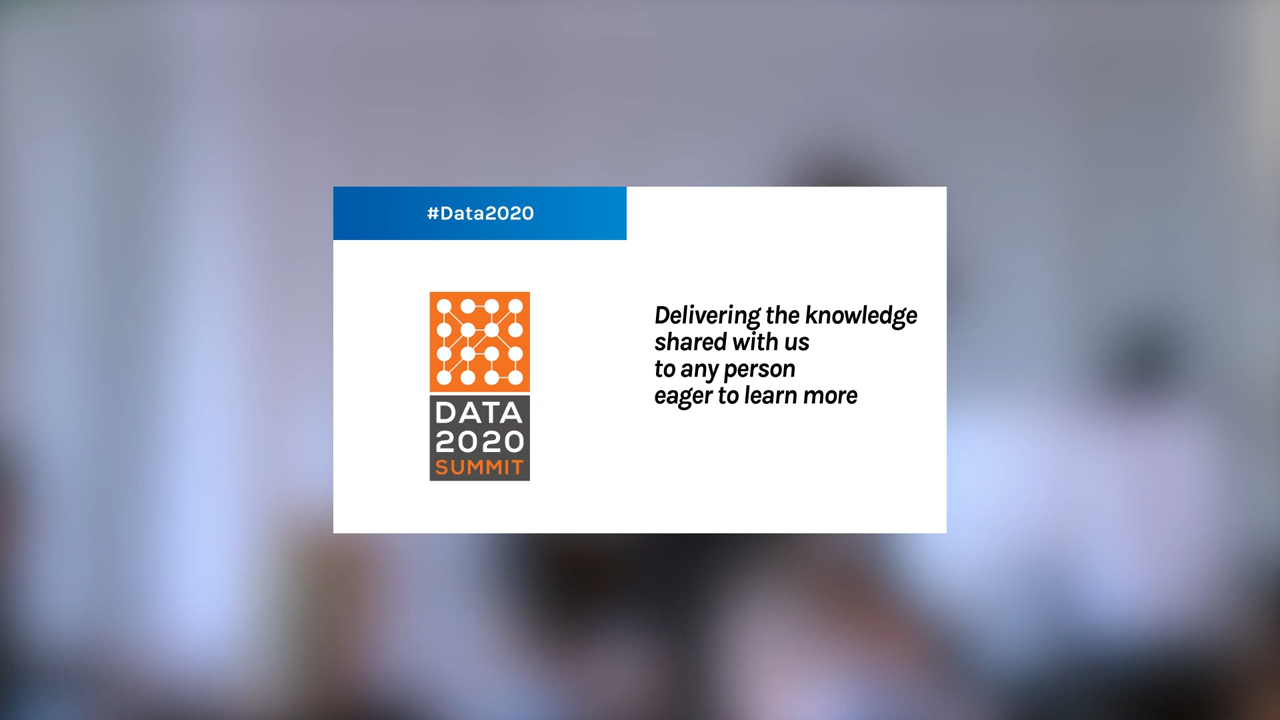 #Data2020
DATA
2020
SUMMIT
Delivering the knowledge
shared with us
to any person
eager to learn more